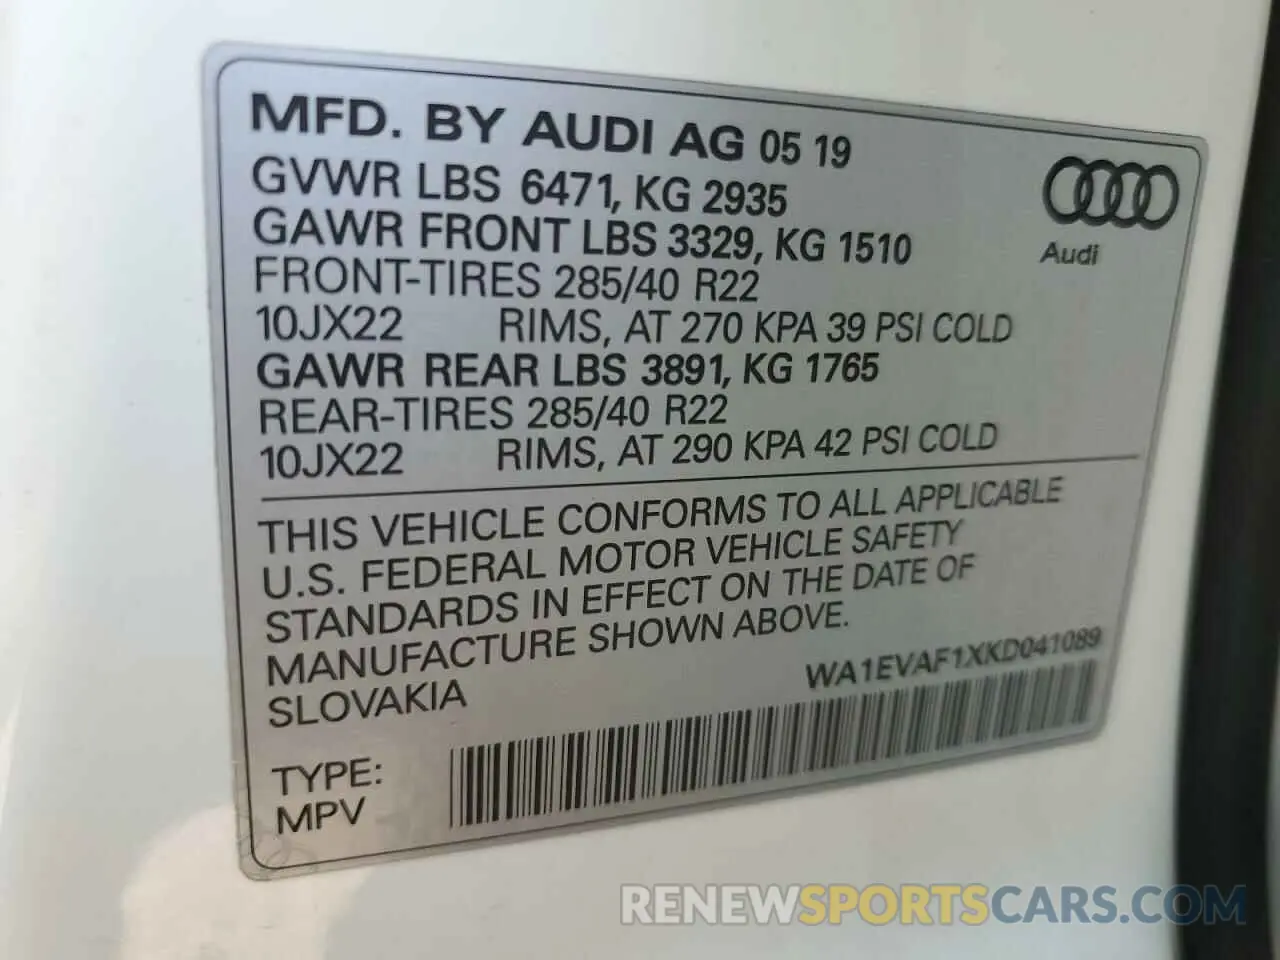 MFD. BY AUDI AG 05 19
GVWR LBS 6471, KG 2935
GAWR FRONT LBS 3329, KG 1510
FRONT-TIRES 285/40 R22
10JX22 RIMS, AT 270 KPA 39 PSI COLD
GAWR REAR LBS 3891, KG 1765
REAR-TIRES 285/40 R22
10JX22 RIMS, AT 290 KPA 42 PSI COLD
Audi
THIS VEHICLE CONFORMS TO ALL APPLICABLE
U.S. FEDERAL MOTOR VEHICLE SAFETY
STANDARDS IN EFFECT ON THE DATE OF
MANUFACTURE SHOWN ABOVE.
SLOVAKIA
WA1EVAF1XKD041089
TYPE:
MPV
RENEWSPORTSCARS.COM